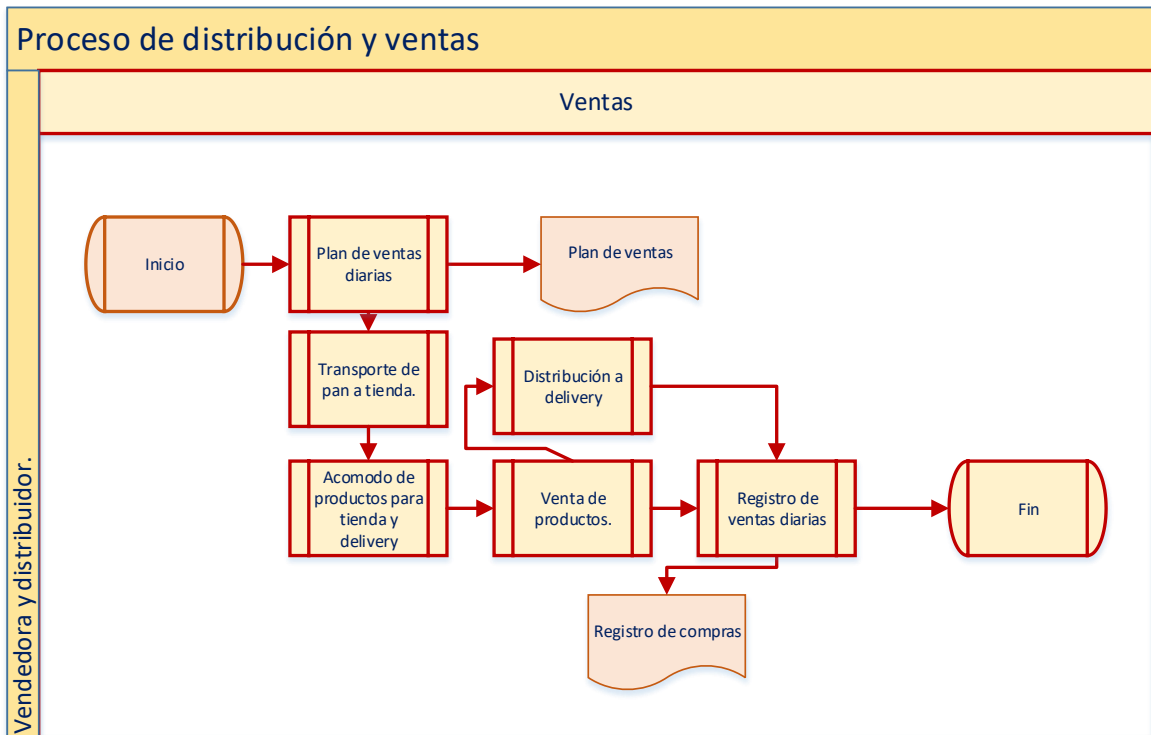 Proceso de distribución y ventas
Ventas
Vendedora y distribuidor.
Inicio
Plan de ventas
diarias
Plan de ventas
Transporte de
pan a tienda.
Distribución a
delivery
Acomodo de
productos para
tienda y
delivery
Venta de
productos.
Registro de
ventas diarias
Fin
Registro de compras